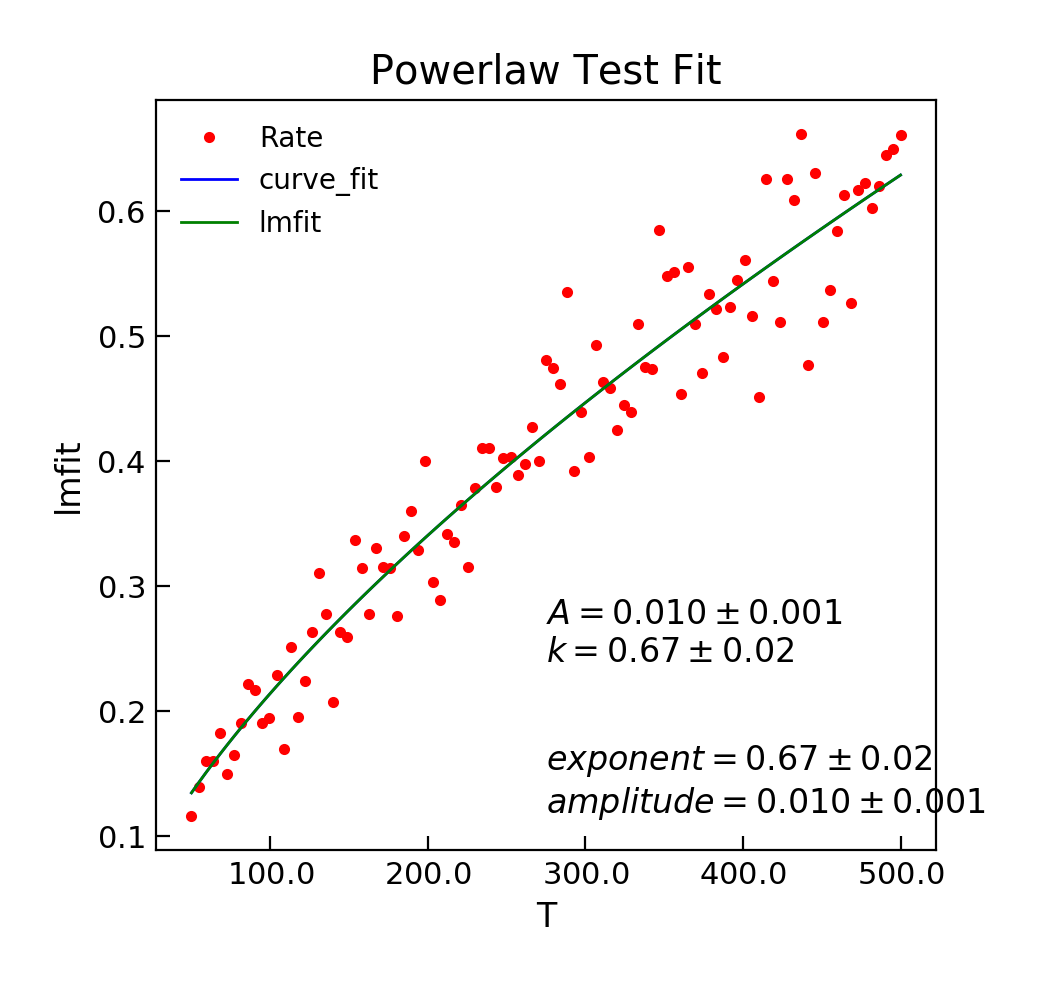 Powerlaw Test Fit
Rate
curve_fit
lmfit
0.6
0.5
0.4
0.3
0.2
0.1
lmfit
A = 0.010 ± 0.001
k = 0.67 ± 0.02
exponent = 0.67 ± 0.02
amplitude = 0.010 ± 0.001
100.0 200.0 300.0 400.0 500.0
T